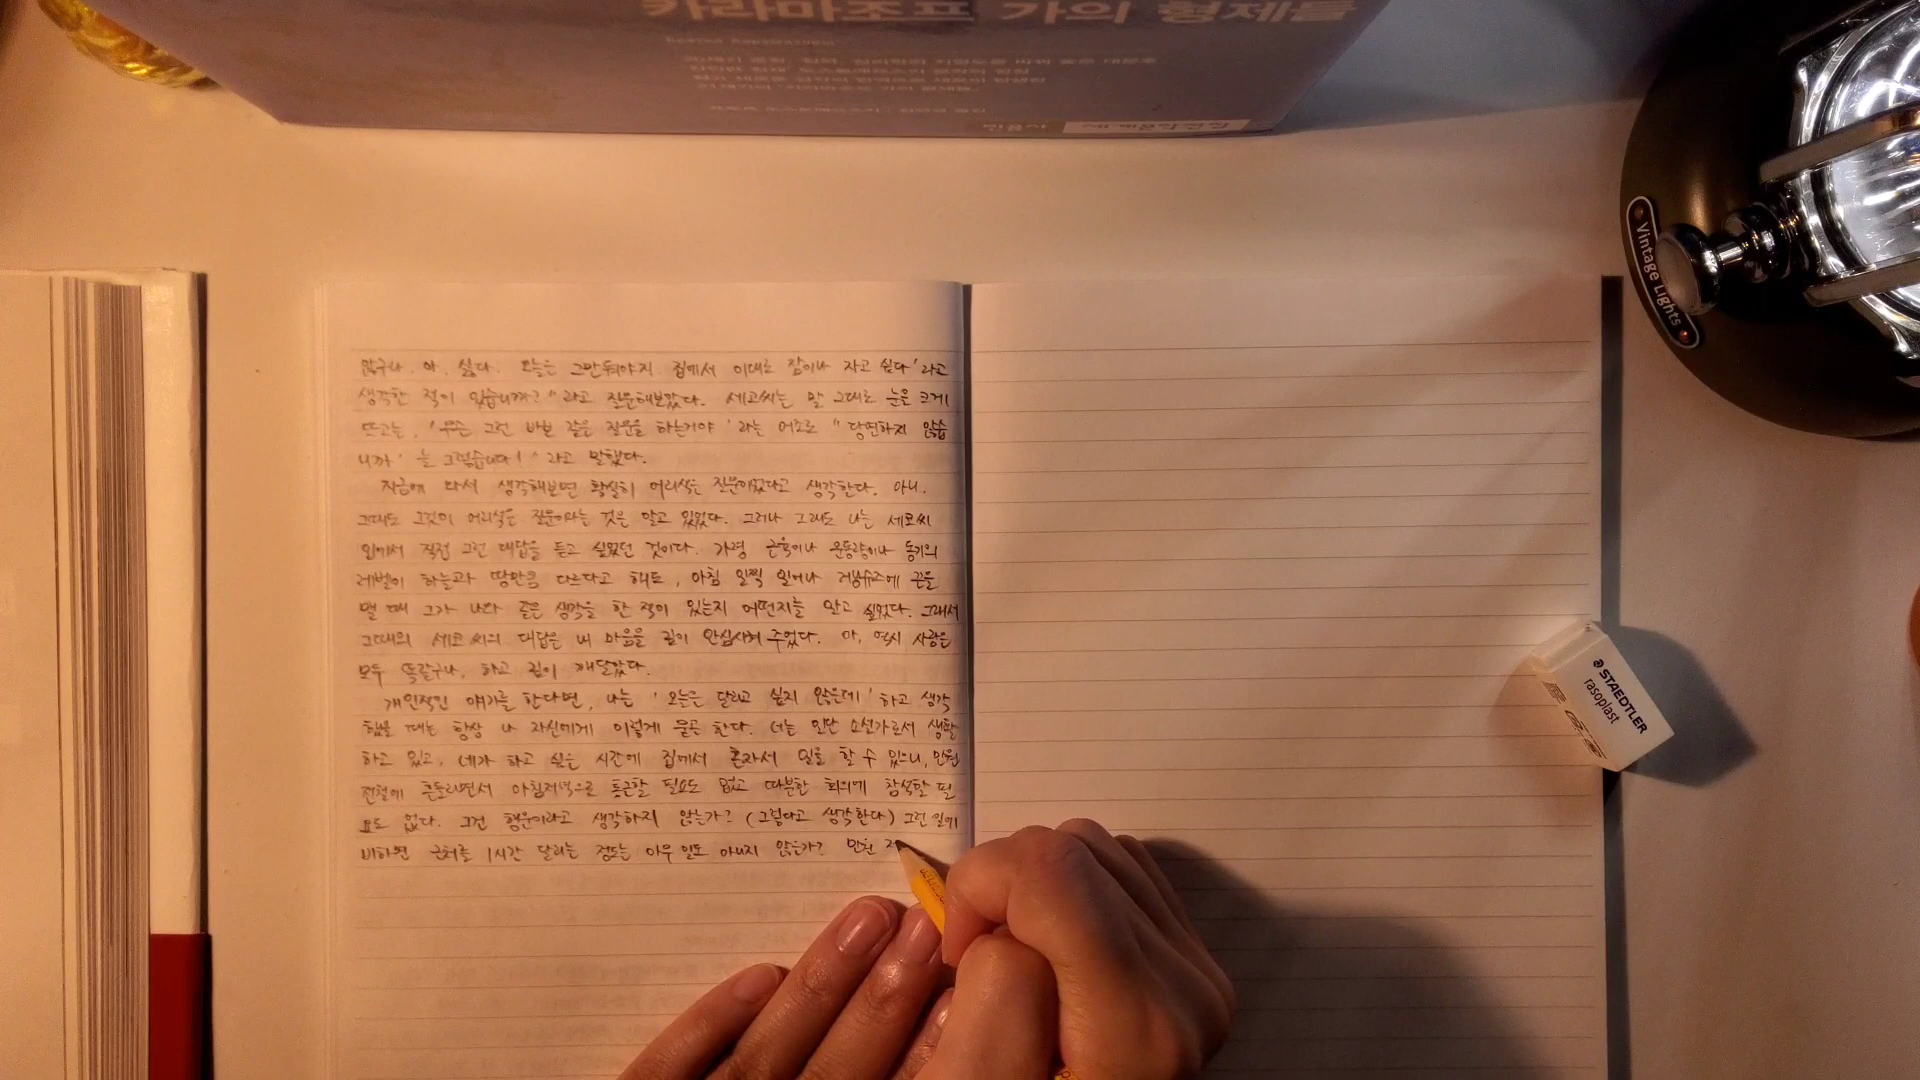 카라마조프 가의 형제들
민음사
세계문학전집
Vintage Lights
STAEDTLER
rasoplast
않구나. 아, 싫다. 오늘은 그만둬야지. 집에서 이대로 잠이나 자고 싶다'라고
생각한 적이 있습니까?"라고 질문해보았다. 세코씨는 말 그대로 눈을 크게
뜨고는, '무슨 그런 바보 같은 질문을 하는거야'라는 어조로 "당연하지 않습
니까. 늘 그렇습니다!"라고 말했다.
지금에 와서 생각해보면 확실히 어리석은 질문이었다고 생각한다. 아니,
그때도 그것이 어리석은 질문이라는 것은 알고 있었다. 그러나 그래도 나는 세코씨
입에서 직접 그런 대답을 듣고 싶었던 것이다. 가령 근육이나 운동량이나 동기의
레벨이 하늘과 땅만큼 다르다고 해도, 아침 일찍 일어나 러닝슈즈에 끈을
맬 때 그가 나와 같은 생각을 한 적이 있는지 어떤지를 알고 싶었다. 그래서
그때의 세코 씨의 대답은 내 마음을 깊이 안심시켜 주었다. 아, 역시 사람은
모두 똑같구나, 하고 깊이 깨달았다.
개인적인 얘기를 한다면, 나는 '오늘은 달리고 싶지 않은데' 하고 생각
했을 때는 항상 나 자신에게 이렇게 묻곤 한다. 너는 일단 소설가로서 생활
하고 있고, 네가 하고 싶은 시간에 집에서 혼자서 일을 할 수 있으니, 만원
전철에 흔들리면서 아침저녁으로 통근할 필요도 없고 따분한 회의에 참석할 필
요도 없다. 그건 행운이라고 생각하지 않는가? (그렇다고 생각한다) 그런 일에
비하면 근처를 1시간 달리는 정도는 아무 일도 아니지 않은가? 만원